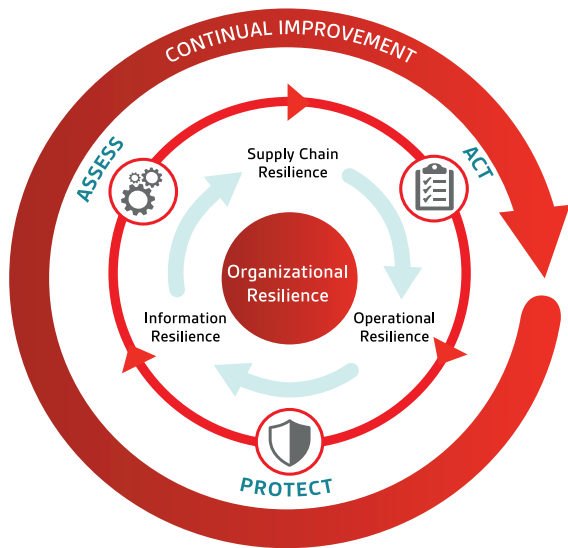 CONTINUAL IMPROVEMENT
ASSESS
ACT
Supply Chain
Resilience
Organizational
Resilience
Information
Resilience
Operational
Resilience
PROTECT